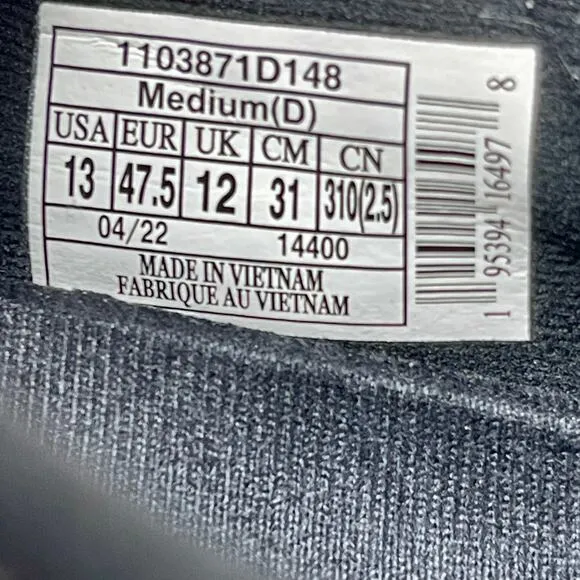 1103871D148
Medium(D)
USA EUR UK CM CN
13 47.5 12 31 310(2.5)
04/22 14400
MADE IN VIETNAM
FABRIQUE AU VIETNAM
1 95394 16497 8